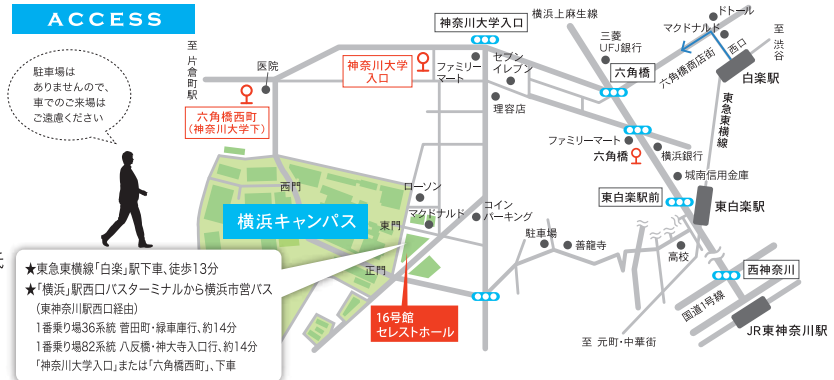 ACCESS
駐車場は
ありませんので、
車でのご来場は
ご遠慮ください
至
片
倉
町
駅
医院
六角橋西町
(神奈川大学下)
神奈川大学
入口
神奈川大学入口
横浜上麻生線
ファミリー
マート
セブン
イレブン
理容店
三菱
UFJ銀行
六角橋
ドトール
マクドナルド
西口
六角橋商店街
至
渋
谷
白楽駅
東急東横線
ファミリーマート
六角橋
横浜銀行
城南信用金庫
東白楽駅前
東白楽駅
西門
横浜キャンパス
東門
正門
ローソン
マクドナルド
コイン
パーキング
駐車場
善龍寺
高校
西神奈川
国道1号線
JR東神奈川駅
至 元町・中華街
16号館
セレストホール
★東急東横線「白楽」駅下車、徒歩13分
★「横浜」駅西口バスターミナルから横浜市営バス
(東神奈川駅西口経由)
1番乗り場36系統 菅田町・緑車庫行、約14分
1番乗り場82系統 八反橋・神大寺入口行、約14分
「神奈川大学入口」または「六角橋西町」、下車